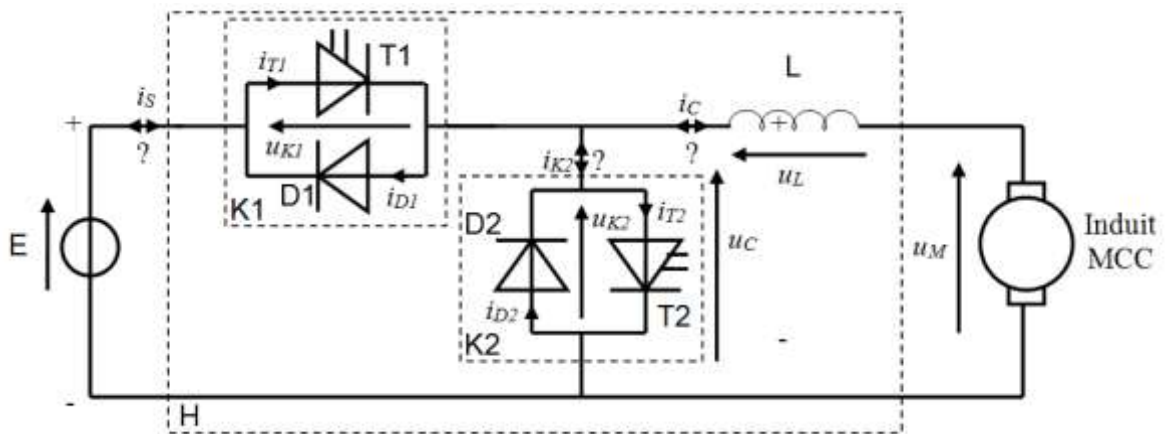 T1
i_T1
L
i_S
+
u_K1
i_C
+
?
i_K2
?
?
D1
i_D1
u_L
K1
E
D2
u_K2
i_T2
u_C
u_M
Induit
MCC
i_D2
T2
K2
-
-
H